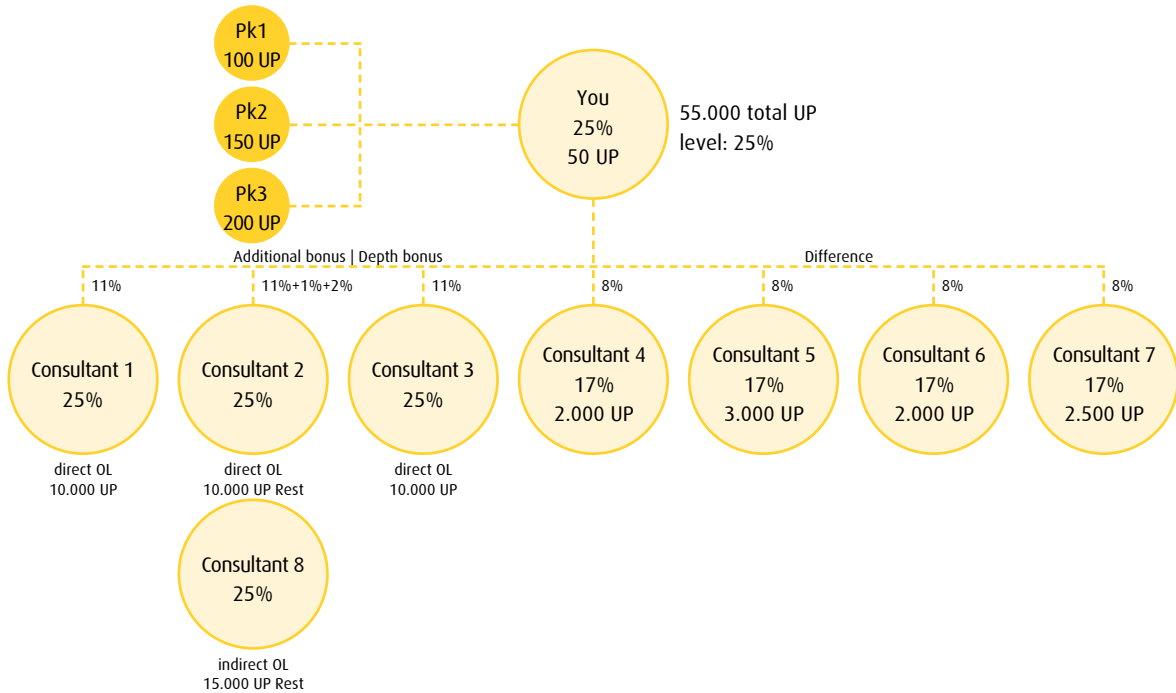 Pk1
100 UP
Pk2
150 UP
Pk3
200 UP
You
25%
50 UP
55.000 total UP
level: 25%
Additional bonus | Depth bonus
Difference
11%
11%+1%+2%
11%
8%
8%
8%
8%
Consultant 1
25%
direct OL
10.000 UP
Consultant 2
25%
direct OL
10.000 UP Rest
Consultant 3
25%
direct OL
10.000 UP
Consultant 4
17%
2.000 UP
Consultant 5
17%
3.000 UP
Consultant 6
17%
2.000 UP
Consultant 7
17%
2.500 UP
Consultant 8
25%
indirect OL
15.000 UP Rest